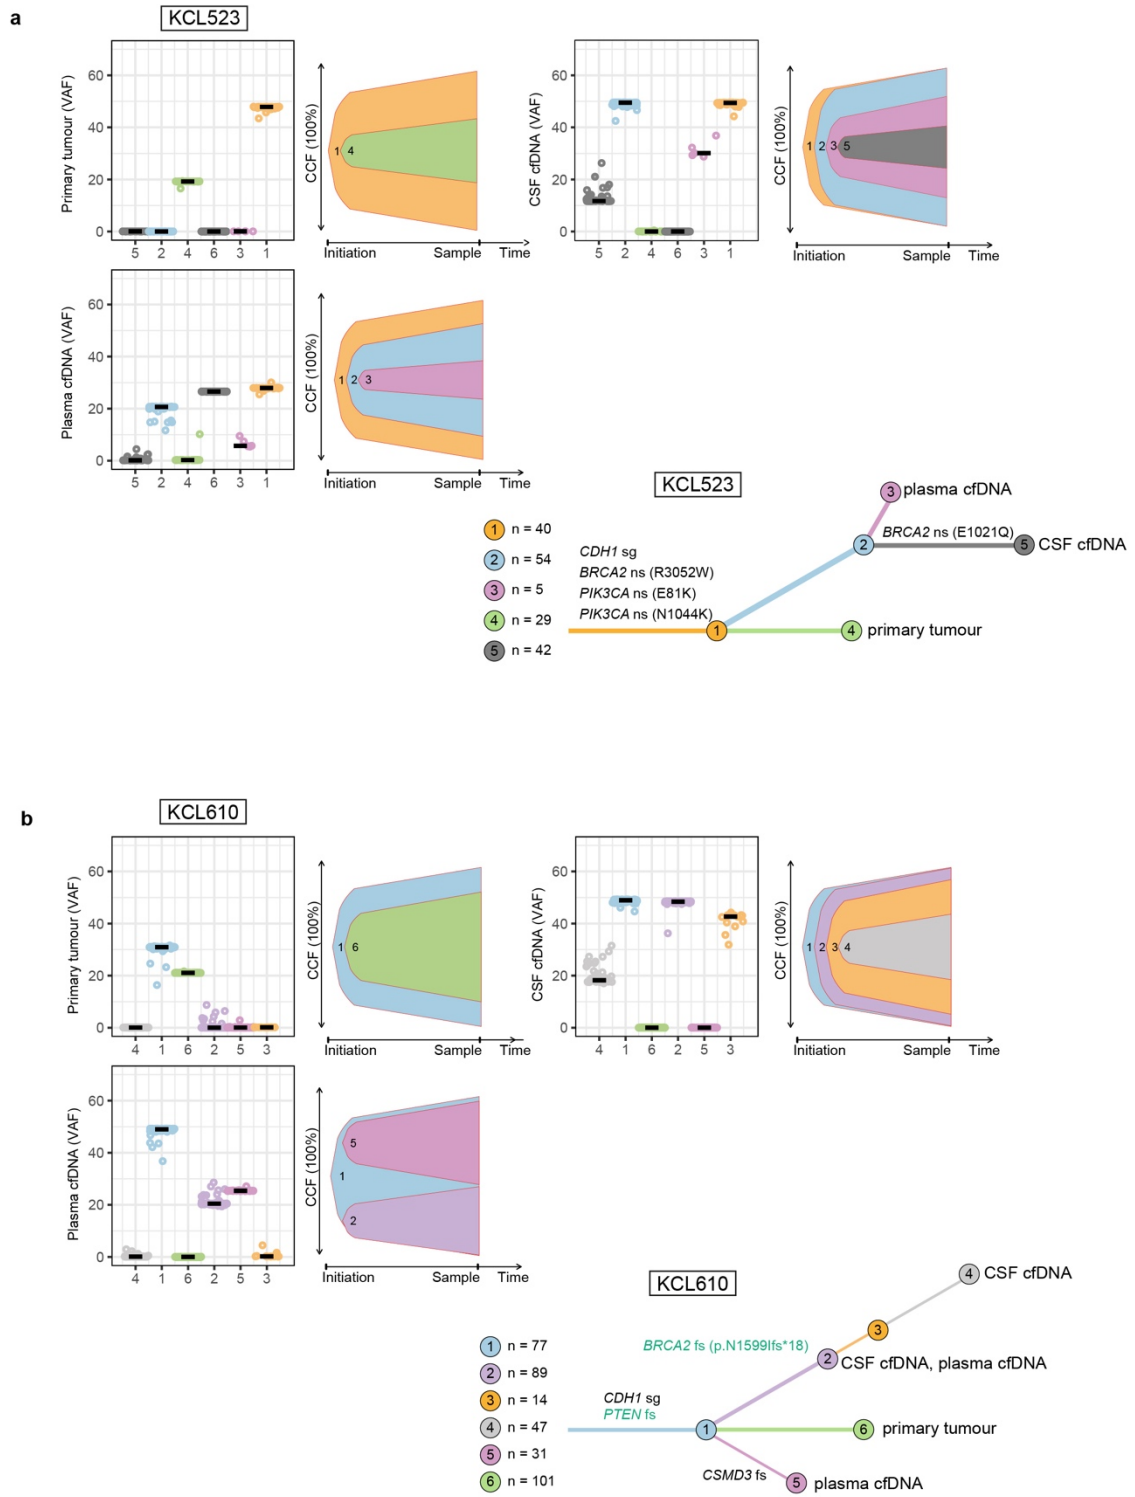 a
KCL523
Primary tumour (VAF)
60
40
20
0
5 2 4 6 3 1
CCF (100%)
1 4
Initiation Sample Time
CSF cfDNA (VAF)
60
40
20
0
5 2 4 6 3 1
CCF (100%)
1 2 3 5
Initiation Sample Time
Plasma cfDNA (VAF)
60
40
20
0
5 2 4 6 3 1
CCF (100%)
1 2 3
Initiation Sample Time
KCL523
1 n = 40
2 n = 54
3 n = 5
4 n = 29
5 n = 42
CDH1 sg
BRCA2 ns (R3052W)
PIK3CA ns (E81K)
PIK3CA ns (N1044K)
1
2
BRCA2 ns (E1021Q)
3 plasma cfDNA
5 CSF cfDNA
4 primary tumour
b
KCL610
Primary tumour (VAF)
60
40
20
0
4 1 6 2 5 3
CCF (100%)
1 6
Initiation Sample Time
CSF cfDNA (VAF)
60
40
20
0
4 1 6 2 5 3
CCF (100%)
1 2 3 4
Initiation Sample Time
Plasma cfDNA (VAF)
60
40
20
0
4 1 6 2 5 3
CCF (100%)
5
1
2
Initiation Sample Time
KCL610
1 n = 77
2 n = 89
3 n = 14
4 n = 47
5 n = 31
6 n = 101
4 CSF cfDNA
3
BRCA2 fs (p.N1599Ifs*18)
2 CSF cfDNA, plasma cfDNA
CDH1 sg
PTEN fs
1
6 primary tumour
CSMD3 fs
5 plasma cfDNA